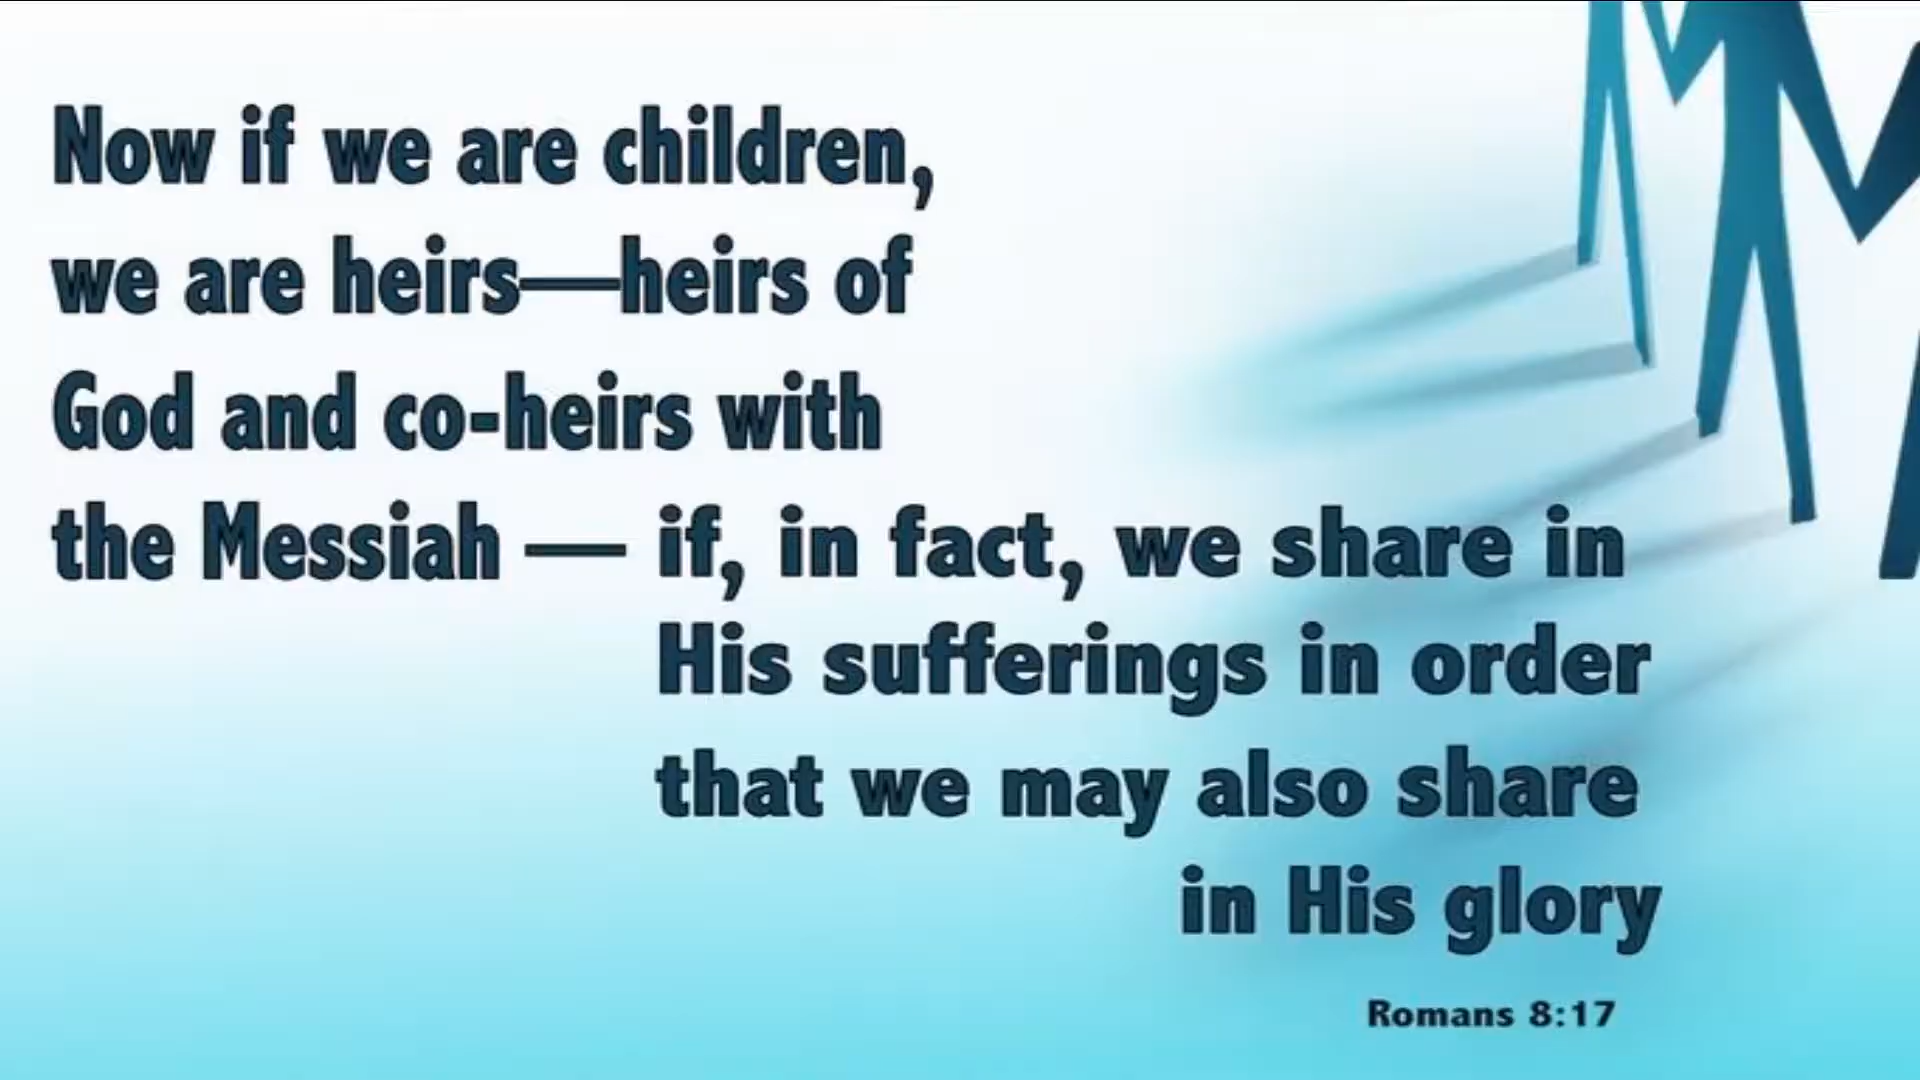 Now if we are children,
we are heirs—heirs of
God and co-heirs with
the Messiah — if, in fact, we share in
His sufferings in order
that we may also share
in His glory
Romans 8:17